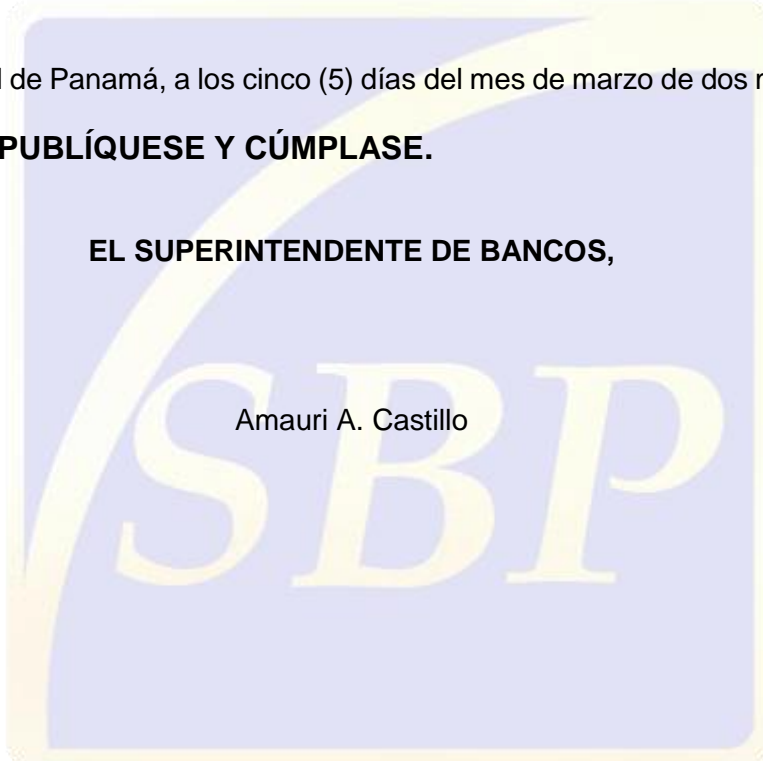 de Panamá, a los cinco (5) días del mes de marzo de dos
PUBLÍQUESE Y CÚMPLASE.
EL SUPERINTENDENTE DE BANCOS,
Amauri A. Castillo
SBP